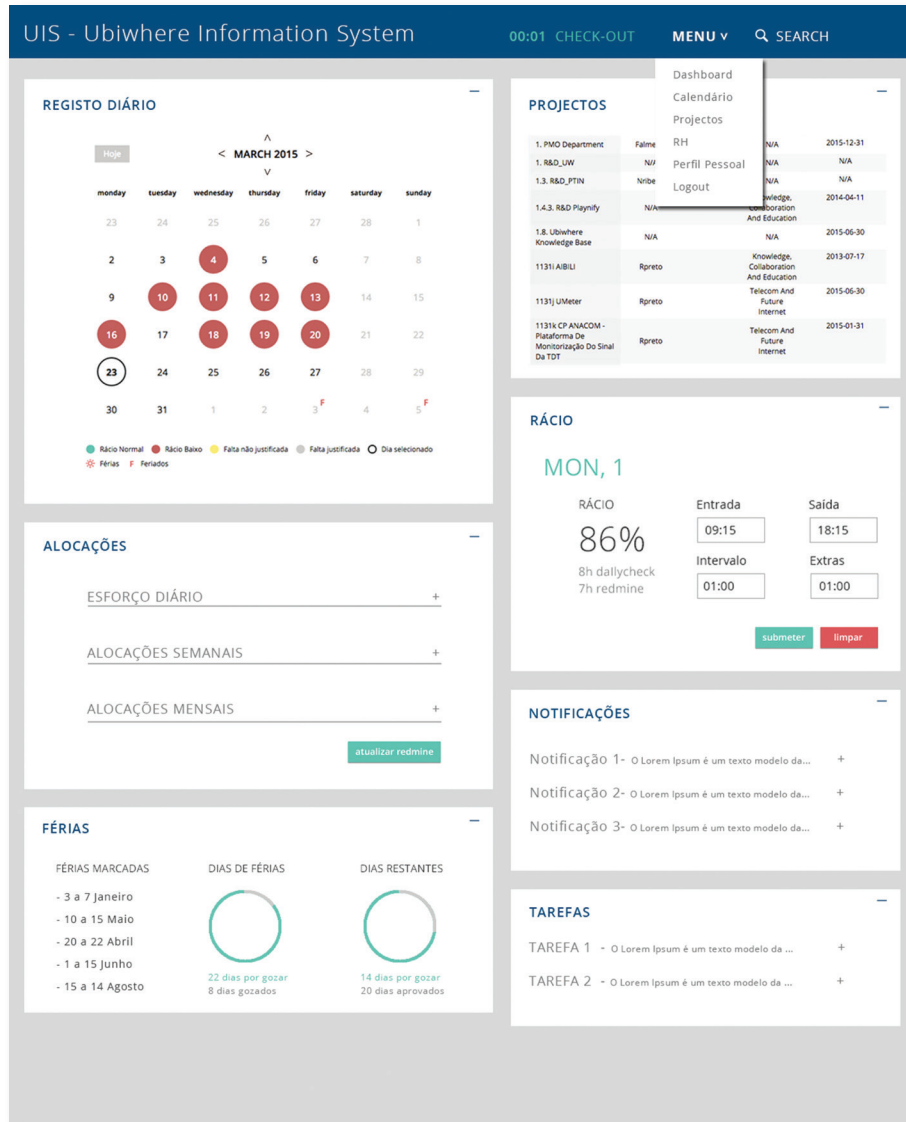 UIS - Ubiwhere Information System
00:01 CHECK-OUT
MENU v
SEARCH
Dashboard
Calendário
Projectos
RH
Perfil Pessoal
Logout
REGISTO DIÁRIO
Hoje
< MARCH 2015 >
monday tuesday wednesday thursday friday saturday sunday
23 24 25 26 27 28 1
2 3 4 5 6 7 8
9 10 11 12 13 14 15
16 17 18 19 20 21 22
23 24 25 26 27 28 29
30 31 1 2 3 F 4 5 F
Rácio Normal Rácio Baixo Falta não justificada Falta justificada Dia selecionado
Férias F Feriados
ALOCAÇÕES
ESFORÇO DIÁRIO +
ALOCAÇÕES SEMANAIS +
ALOCAÇÕES MENSAIS +
atualizar redmine
FÉRIAS
FÉRIAS MARCADAS
- 3 a 7 Janeiro
- 10 a 15 Maio
- 20 a 22 Abril
- 1 a 15 Junho
- 15 a 14 Agosto
DIAS DE FÉRIAS
22 dias por gozar
8 dias gozados
DIAS RESTANTES
14 dias por gozar
20 dias aprovados
PROJECTOS
1. PMO Department N/A 2015-12-31
1. R&D_UW N/A N/A
1.3. R&D_PTIN N/A N/A
1.4.3. R&D Playnify N/A 2014-04-11
And Education
1.8. Ubiwhere
Knowledge Base N/A N/A 2015-06-30
1131i AIBILI Rpreto Knowledge, 2013-07-17
Collaboration
And Education
1131j UMeter Rpreto Telecom And 2015-06-30
Future
Internet
1131k CP ANACOM - 2015-01-31
Plataforma De Telecom And
Monitorização Do Sinal Rpreto Future
Da TDT Internet
RÁCIO
MON, 1
RÁCIO
86%
8h dallycheck
7h redmine
Entrada Saída
09:15 18:15
Intervalo Extras
01:00 01:00
submeter limpar
NOTIFICAÇÕES
Notificação 1- O Lorem Ipsum é um texto modelo da... +
Notificação 2- O Lorem Ipsum é um texto modelo da... +
Notificação 3- O Lorem Ipsum é um texto modelo da... +
TAREFAS
TAREFA 1 - O Lorem Ipsum é um texto modelo da ... +
TAREFA 2 - O Lorem Ipsum é um texto modelo da ... +